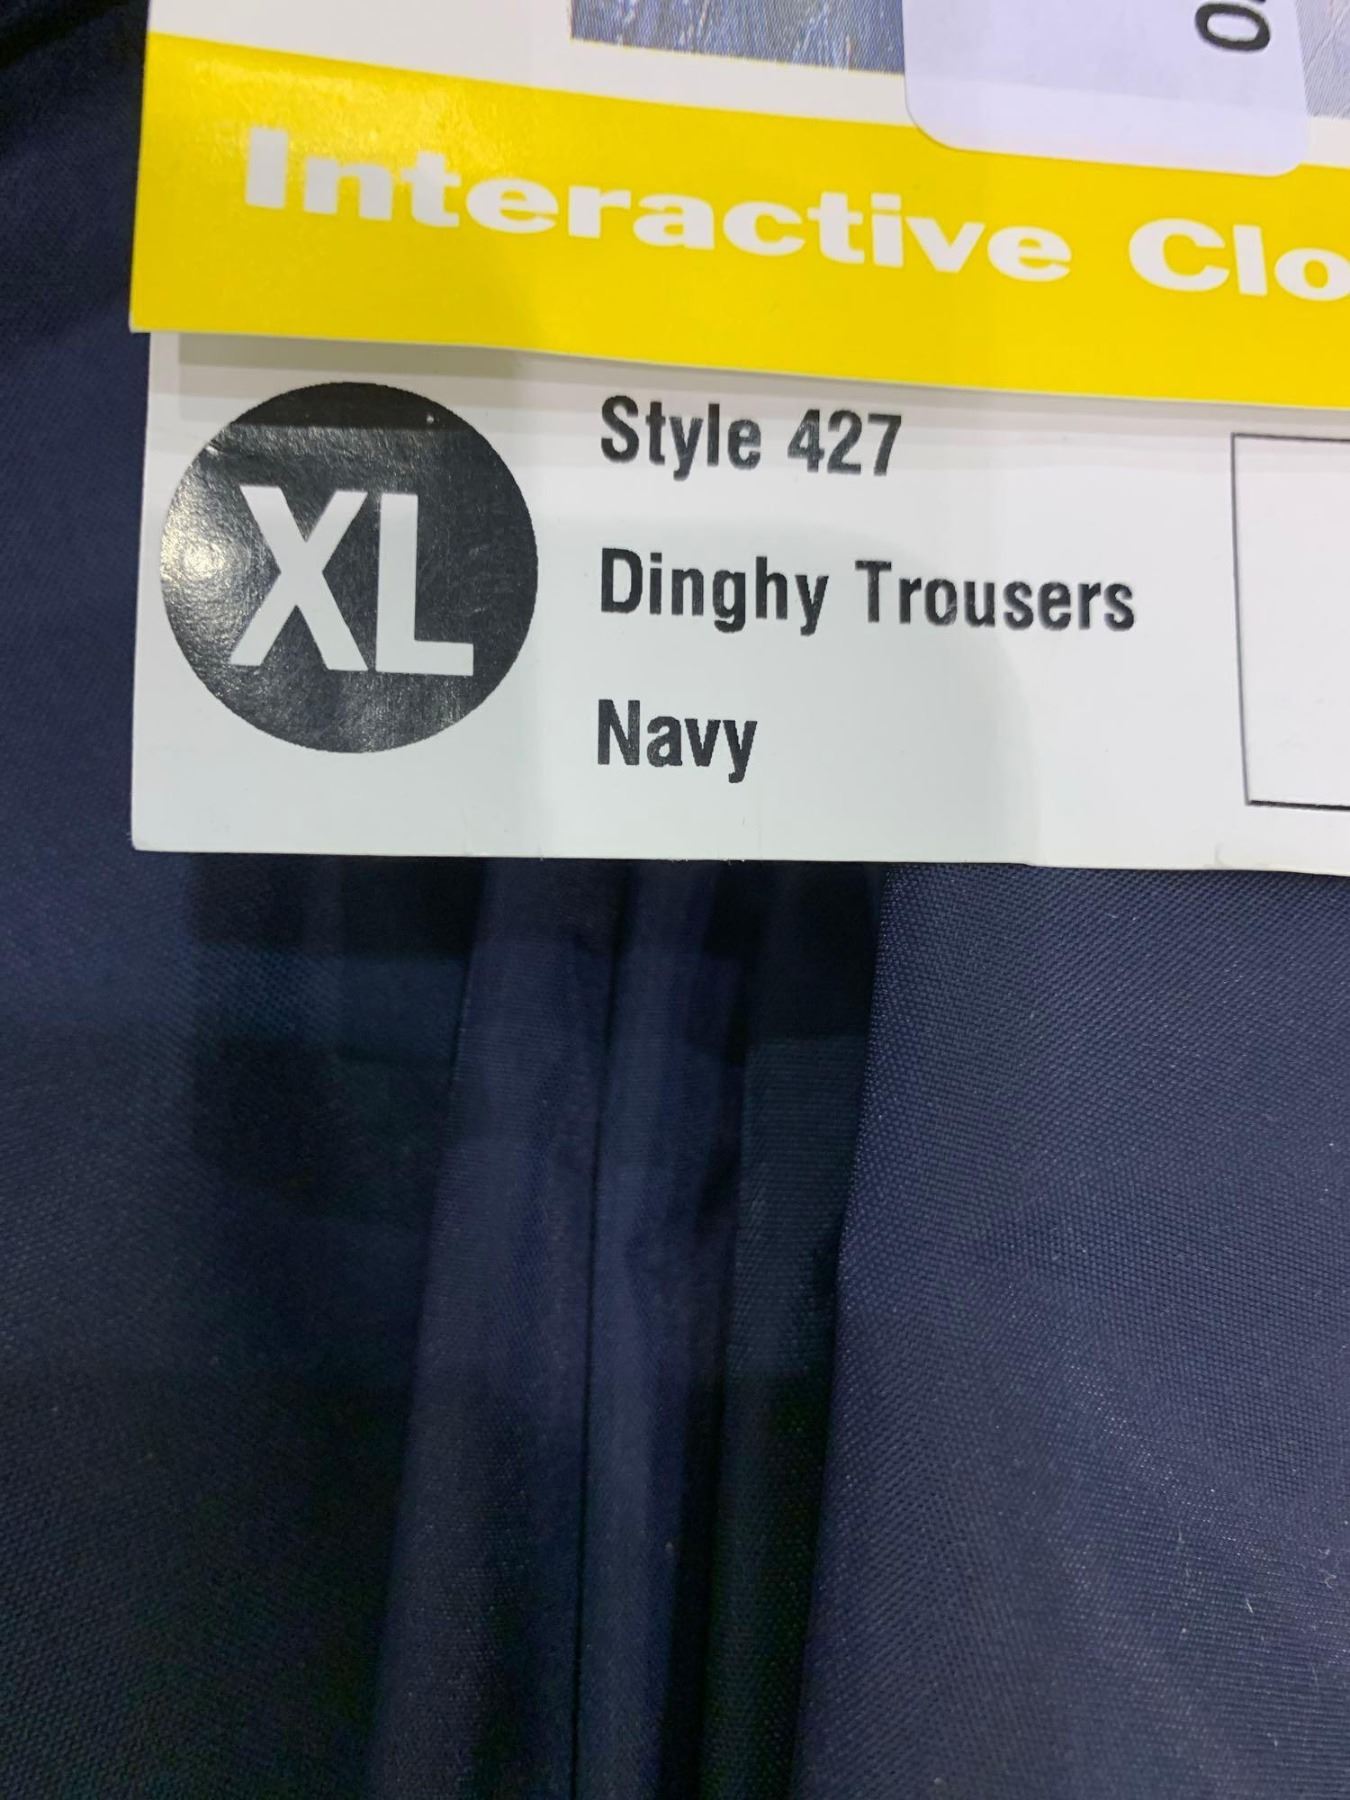 Interactive Clo
XL
Style 427
Dinghy Trousers
Navy